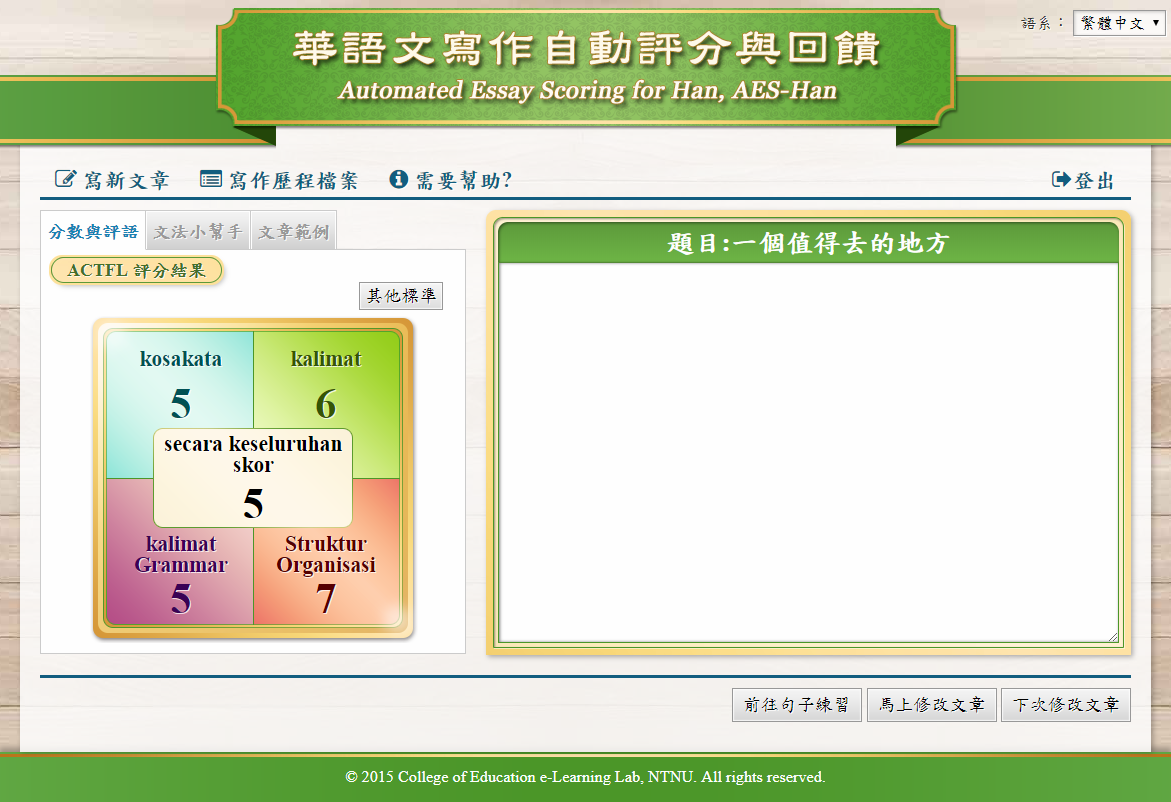 語系：
繁體中文
華語文寫作自動評分與回饋
Automated Essay Scoring for Han, AES-Han
寫新文章
寫作歷程檔案
需要幫助?
登出
分數與評語
文法小幫手
文章範例
ACTFL 評分結果
其他標準
kosakata
5
kalimat
6
secara keseluruhan
skor
5
kalimat
Grammar
5
Struktur
Organisasi
7
題目:一個值得去的地方
前往句子練習
馬上修改文章
下次修改文章
© 2015 College of Education e-Learning Lab, NTNU. All rights reserved.